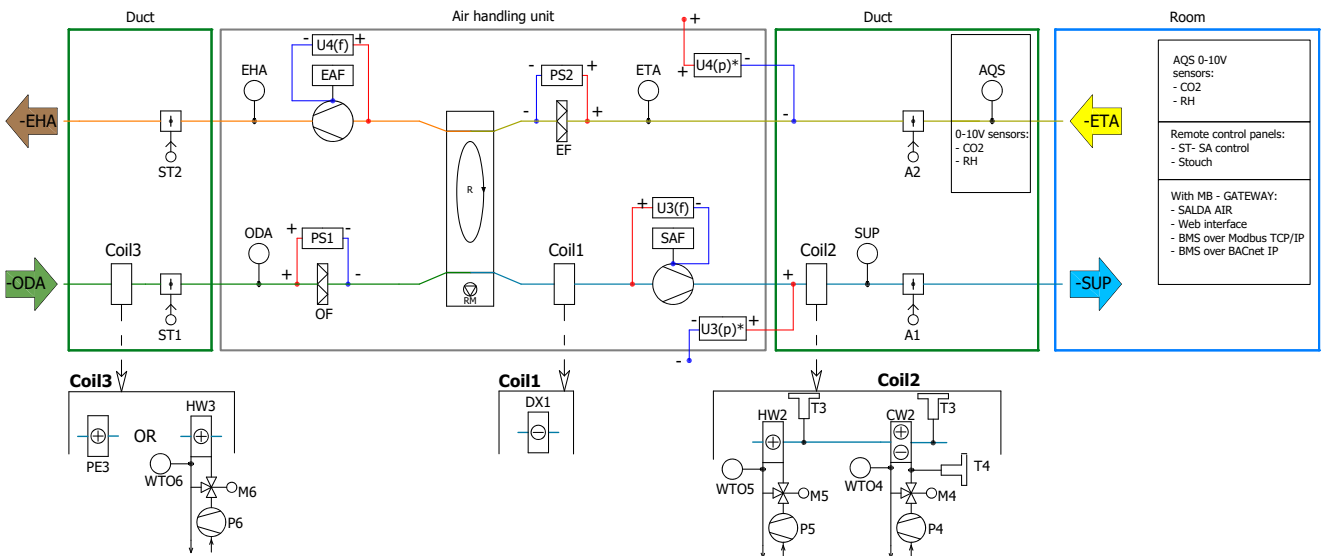 Duct
Air handling unit
Duct
Room
-EHA
ST2
EHA
- U4(f) +
EAF
R
RM
- PS2 +
- +
EF
ETA
+
+ U4(p)* -
-
A2
AQS
0-10V sensors:
- CO2
- RH
-ETA
AQS 0-10V
sensors:
- CO2
- RH
Remote control panels:
- ST- SA control
- Stouch
With MB - GATEWAY:
- SALDA AIR
- Web interface
- BMS over Modbus TCP/IP
- BMS over BACnet IP
-ODA
Coil3
ST1
ODA
+ PS1 -
+ -
OF
Coil1
+ U3(f) -
SAF
+
- U3(p)* +
-
Coil2
SUP
A1
-SUP
Coil3
PE3
OR
HW3
WTO6
M6
P6
Coil1
DX1
Coil2
HW2
T3
CW2
T3
T4
WTO5
M5
P5
WTO4
M4
P4